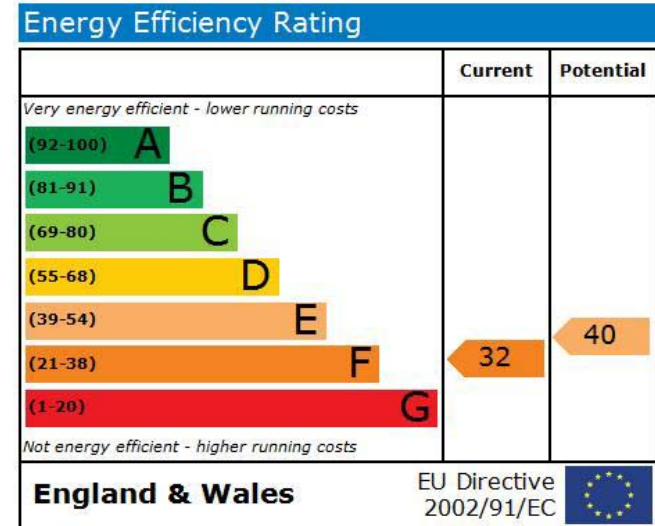 Energy Efficiency Rating
Current Potential
Very energy efficient - lower running costs
(92-100) A
(81-91) B
(69-80) C
(55-68) D
(39-54) E
40
(21-38) F
32
(1-20) G
Not energy efficient - higher running costs
England & Wales
EU Directive
2002/91/EC